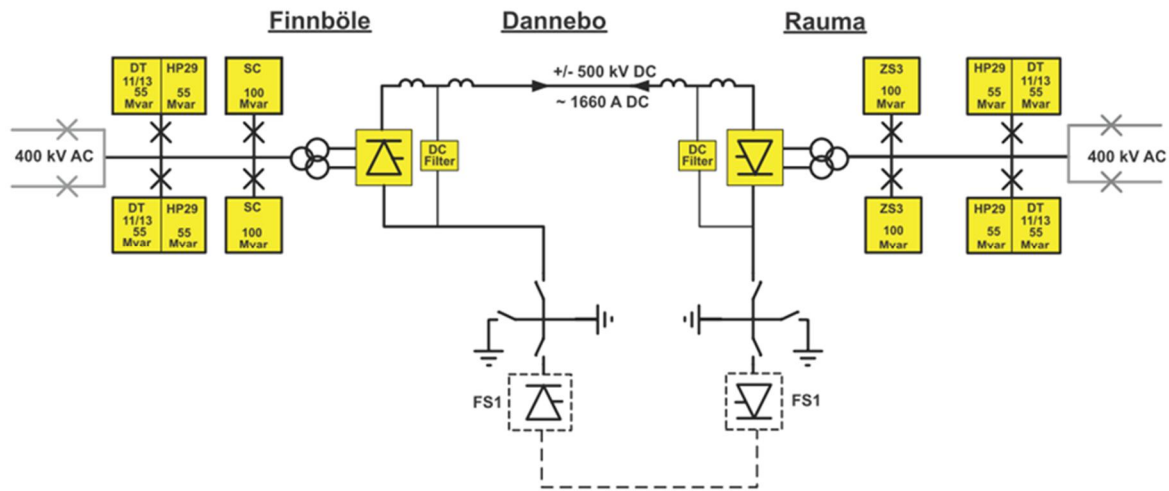 Finnböle
Dannebo
Rauma
DT
11/13
55
Mvar
HP29
55
Mvar
SC
100
Mvar
+/- 500 kV DC
~ 1660 A DC
ZS3
100
Mvar
HP29
55
Mvar
DT
11/13
55
Mvar
400 kV AC
DC
Filter
DC
Filter
400 kV AC
DT
11/13
55
Mvar
HP29
55
Mvar
SC
100
Mvar
ZS3
100
Mvar
HP29
55
Mvar
DT
11/13
55
Mvar
FS1
FS1